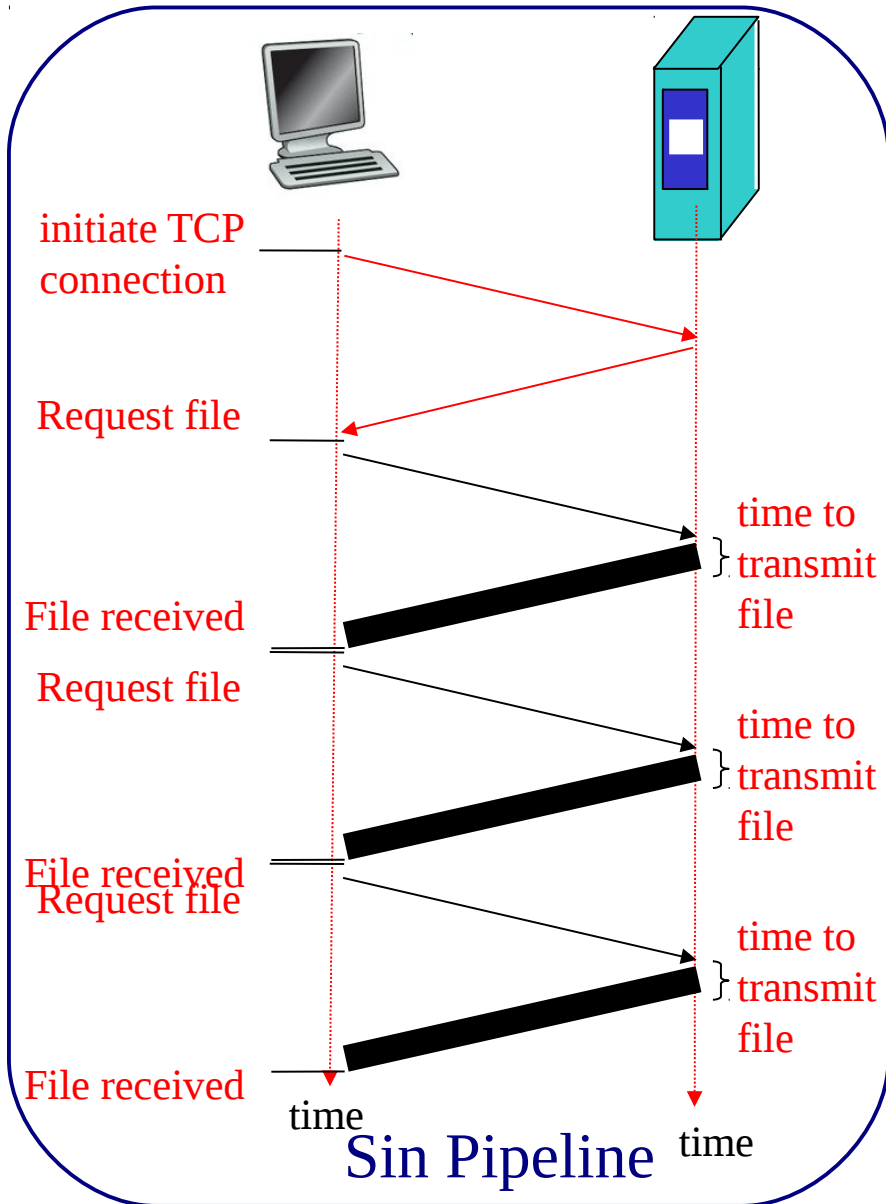 initiate TCP
connection
Request file
time to
transmit
file
File received
Request file
time to
transmit
file
File received
Request file
time to
transmit
file
File received
time
time
Sin Pipeline